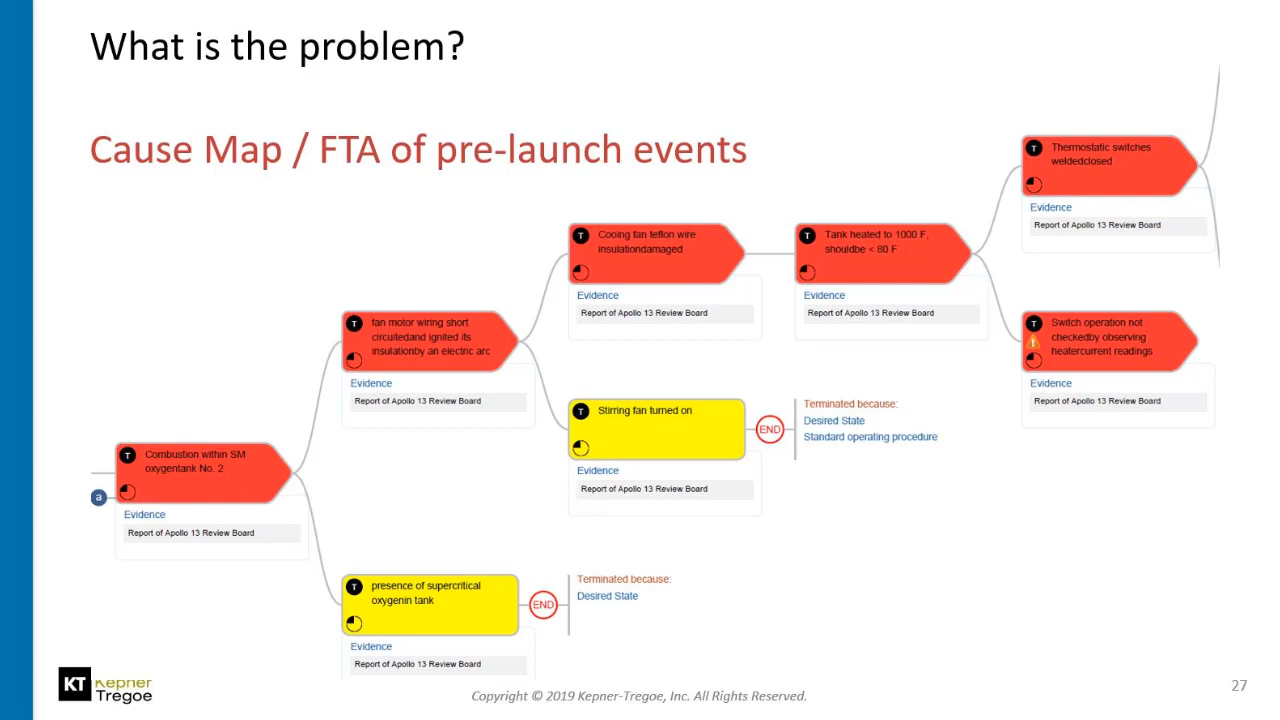 What is the problem?
Cause Map / FTA of pre-launch events
T
Thermostatic switches
weldedclosed
Evidence
Report of Apollo 13 Review Board
T
Cooing fan teflon wire
insulationdamaged
Evidence
Report of Apollo 13 Review Board
T
Tank heated to 1000 F,
shouldbe < 80 F
Evidence
Report of Apollo 13 Review Board
T
fan motor wiring short
circuitedand ignited its
insulationby an electric arc
Evidence
Report of Apollo 13 Review Board
T
Switch operation not
checkedby observing
heatercurrent readings
Evidence
Report of Apollo 13 Review Board
T
Stirring fan turned on
END
Terminated because:
Desired State
Standard operating procedure
Evidence
Report of Apollo 13 Review Board
T
Combustion within SM
oxygentank No. 2
a
Evidence
Report of Apollo 13 Review Board
T
presence of supercritical
oxygenin tank
END
Terminated because:
Desired State
Evidence
Report of Apollo 13 Review Board
KT Kepner
Tregoe
Copyright © 2019 Kepner-Tregoe, Inc. All Rights Reserved.
27